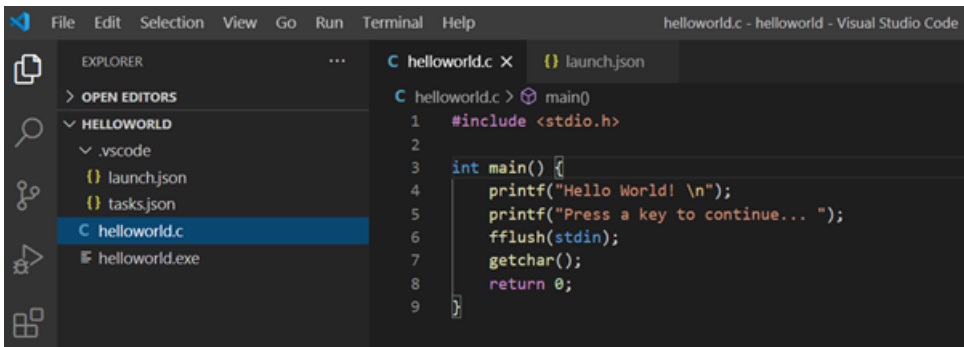 File Edit Selection View Go Run Terminal Help helloworld.c - helloworld - Visual Studio Code
EXPLORER ···
OPEN EDITORS
HELLOWORLD
.vscode
{} launch.json
{} tasks.json
C helloworld.c
helloworld.exe
C helloworld.c × {} launch.json
C helloworld.c > main()
1 #include <stdio.h>
2
3 int main() {
4     printf("Hello World! \n");
5     printf("Press a key to continue... ");
6     fflush(stdin);
7     getchar();
8     return 0;
9 }